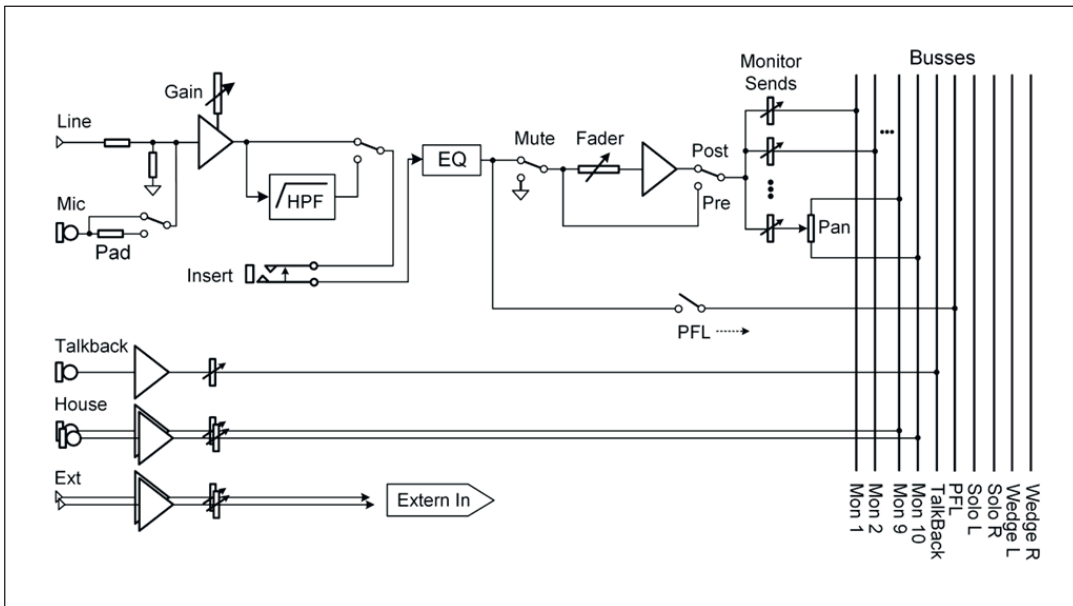 Busses
Monitor
Sends
Gain
Line
Mute
Fader
Post
EQ
HPF
Mic
Pre
Pad
Pan
Insert
PFL
Talkback
House
Ext
Extern In
Mon 1
Mon 2
Mon 9
Mon 10
TalkBack
PFL
Solo L
Solo R
Wedge L
Wedge R